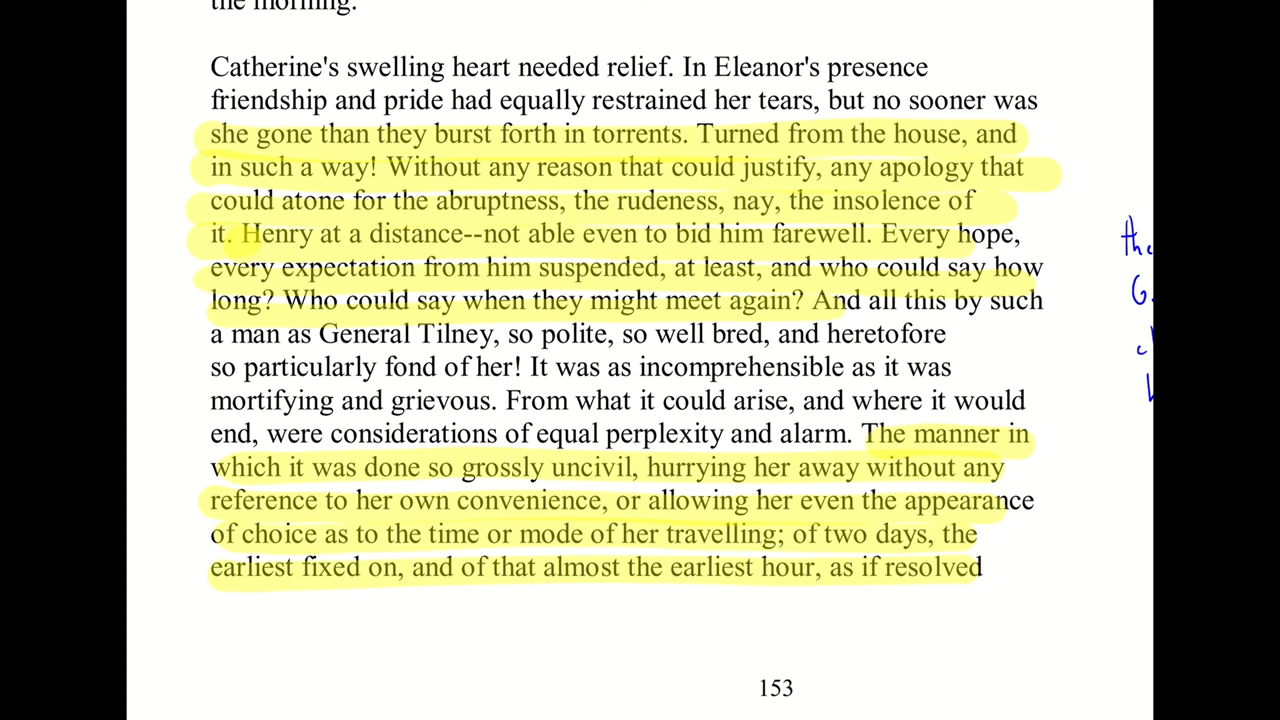 the morning.
Catherine's swelling heart needed relief. In Eleanor's presence
friendship and pride had equally restrained her tears, but no sooner was
she gone than they burst forth in torrents. Turned from the house, and
in such a way! Without any reason that could justify, any apology that
could atone for the abruptness, the rudeness, nay, the insolence of
it. Henry at a distance--not able even to bid him farewell. Every hope,
every expectation from him suspended, at least, and who could say how
long? Who could say when they might meet again? And all this by such
a man as General Tilney, so polite, so well bred, and heretofore
so particularly fond of her! It was as incomprehensible as it was
mortifying and grievous. From what it could arise, and where it would
end, were considerations of equal perplexity and alarm. The manner in
which it was done so grossly uncivil, hurrying her away without any
reference to her own convenience, or allowing her even the appearance
of choice as to the time or mode of her travelling; of two days, the
earliest fixed on, and of that almost the earliest hour, as if resolved
153